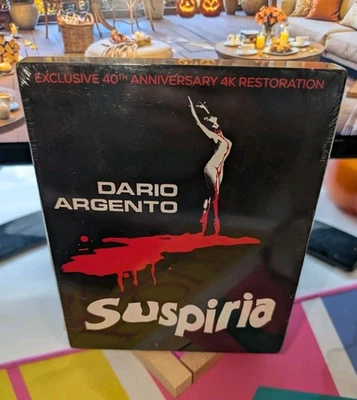 EXCLUSIVE 40TH ANNIVERSARY 4K RESTORATION
DARIO
ARGENTO
Suspiria